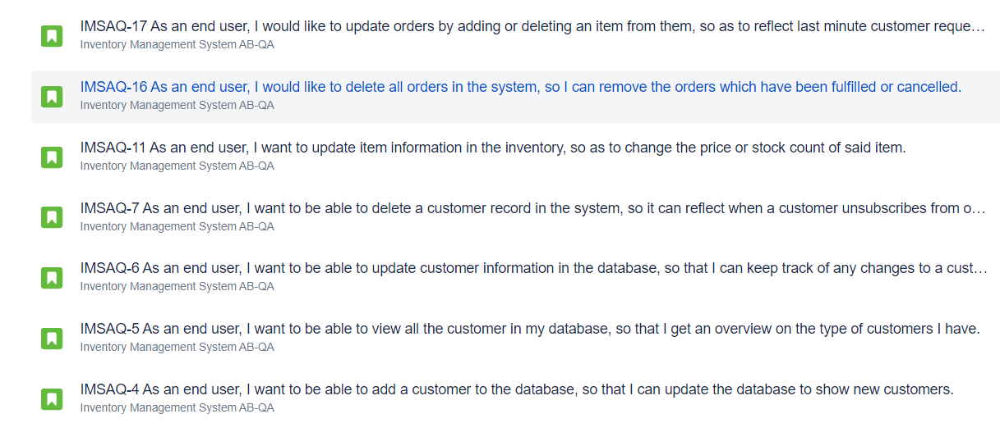 IMSAQ-17 As an end user, I would like to update orders by adding or deleting an item from them, so as to reflect last minute customer reque…
Inventory Management System AB-QA
IMSAQ-16 As an end user, I would like to delete all orders in the system, so I can remove the orders which have been fulfilled or cancelled.
Inventory Management System AB-QA
IMSAQ-11 As an end user, I want to update item information in the inventory, so as to change the price or stock count of said item.
Inventory Management System AB-QA
IMSAQ-7 As an end user, I want to be able to delete a customer record in the system, so it can reflect when a customer unsubscribes from o…
Inventory Management System AB-QA
IMSAQ-6 As an end user, I want to be able to update customer information in the database, so that I can keep track of any changes to a cust…
Inventory Management System AB-QA
IMSAQ-5 As an end user, I want to be able to view all the customer in my database, so that I get an overview on the type of customers I have.
Inventory Management System AB-QA
IMSAQ-4 As an end user, I want to be able to add a customer to the database, so that I can update the database to show new customers.
Inventory Management System AB-QA